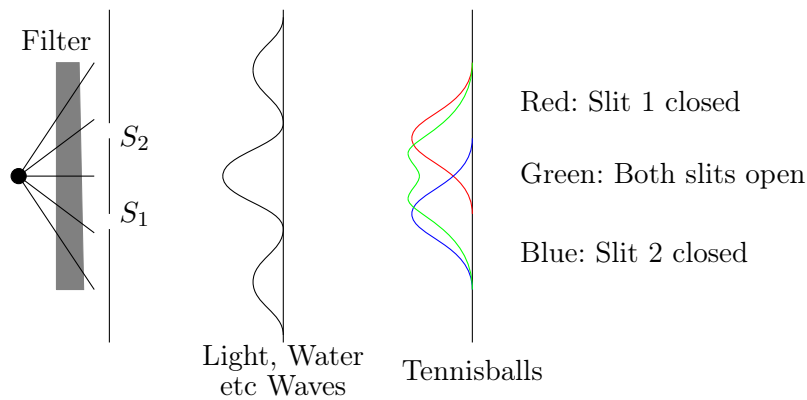 Filter
Red: Slit 1 closed
S2
Green: Both slits open
S1
Blue: Slit 2 closed
Light, Water
etc Waves
Tennisballs